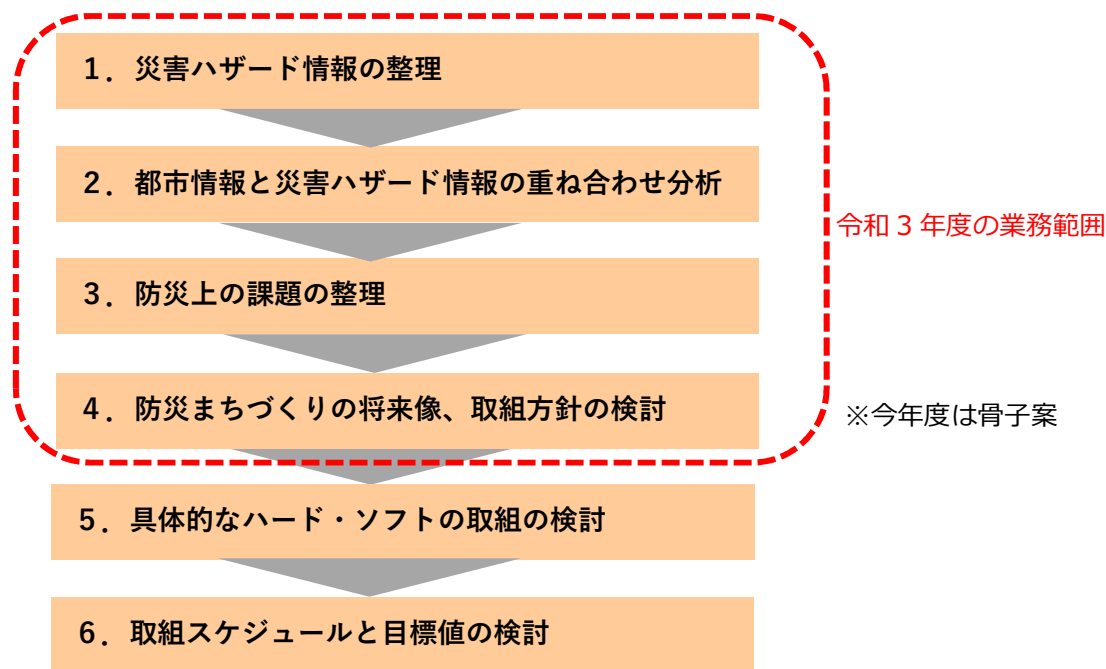 1．災害ハザード情報の整理
2．都市情報と災害ハザード情報の重ね合わせ分析
令和３年度の業務範囲
3．防災上の課題の整理
4．防災まちづくりの将来像、取組方針の検討
※今年度は骨子案
5．具体的なハード・ソフトの取組の検討
6．取組スケジュールと目標値の検討